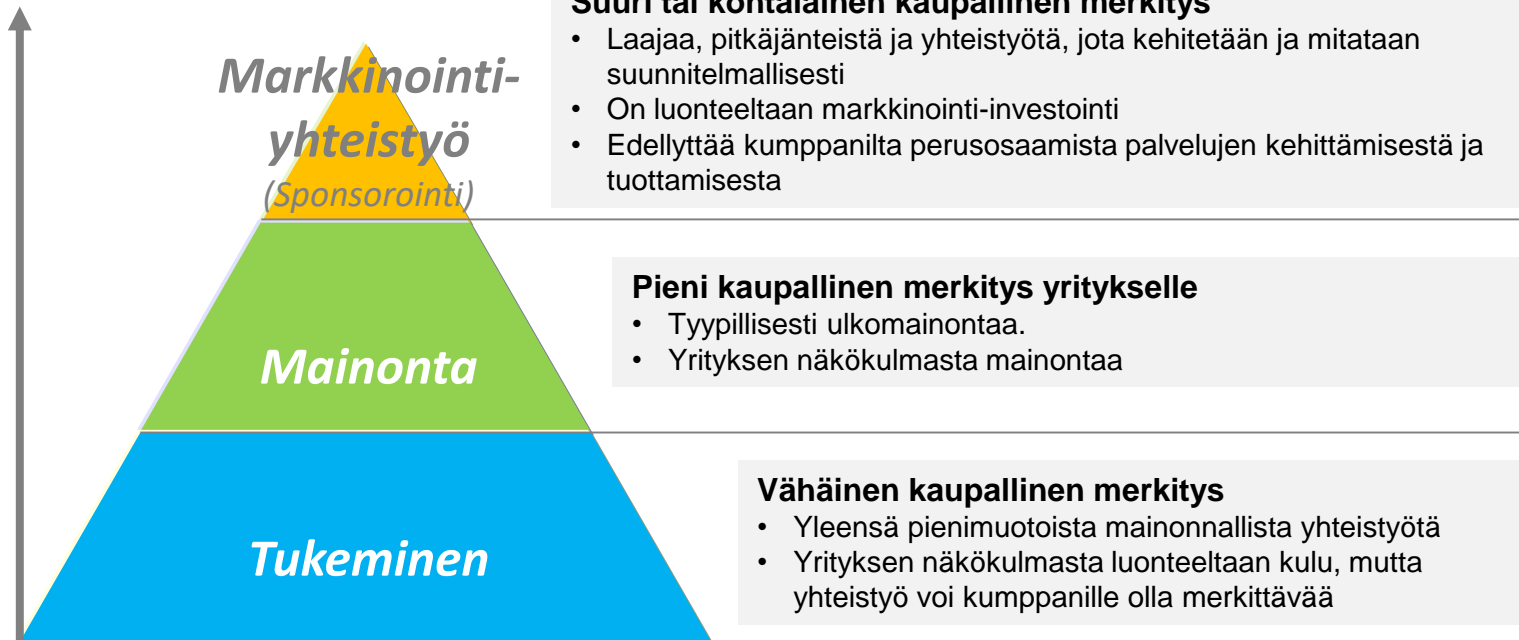 Suuri tai kohtalainen kaupallinen merkitys
• Laajaa, pitkäjänteistä ja yhteistyötä, jota kehitetään ja mitataan
suunnitelmallisesti
• On luonteeltaan markkinointi-investointi
• Edellyttää kumppanilta perusosaamista palvelujen kehittämisestä ja
tuottamisesta
Markkinointi-
yhteistyö
(Sponsorointi)
Pieni kaupallinen merkitys yritykselle
• Tyypillisesti ulkomainontaa.
• Yrityksen näkökulmasta mainontaa
Mainonta
Vähäinen kaupallinen merkitys
• Yleensä pienimuotoista mainonnallista yhteistyötä
• Yrityksen näkökulmasta luonteeltaan kulu, mutta
yhteistyö voi kumppanille olla merkittävää
Tukeminen